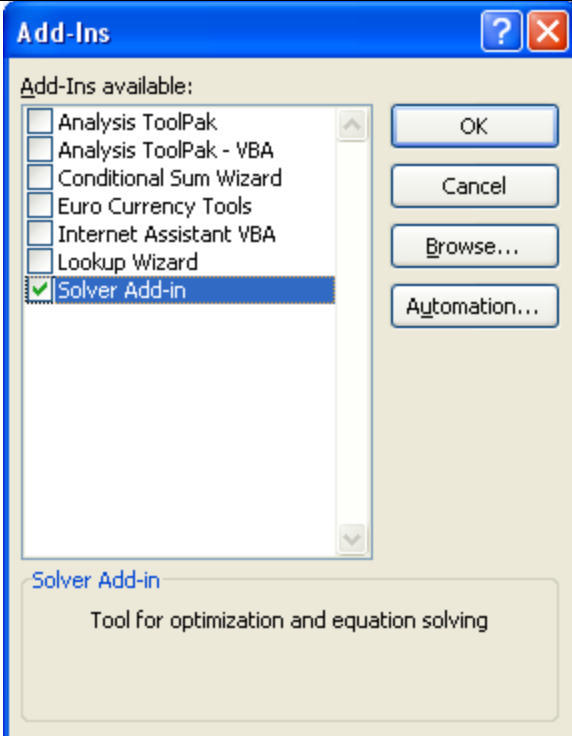 Add-Ins
?
Add-Ins available:
Analysis ToolPak
Analysis ToolPak - VBA
Conditional Sum Wizard
Euro Currency Tools
Internet Assistant VBA
Lookup Wizard
Solver Add-in
OK
Cancel
Browse...
Automation...
Solver Add-in
Tool for optimization and equation solving